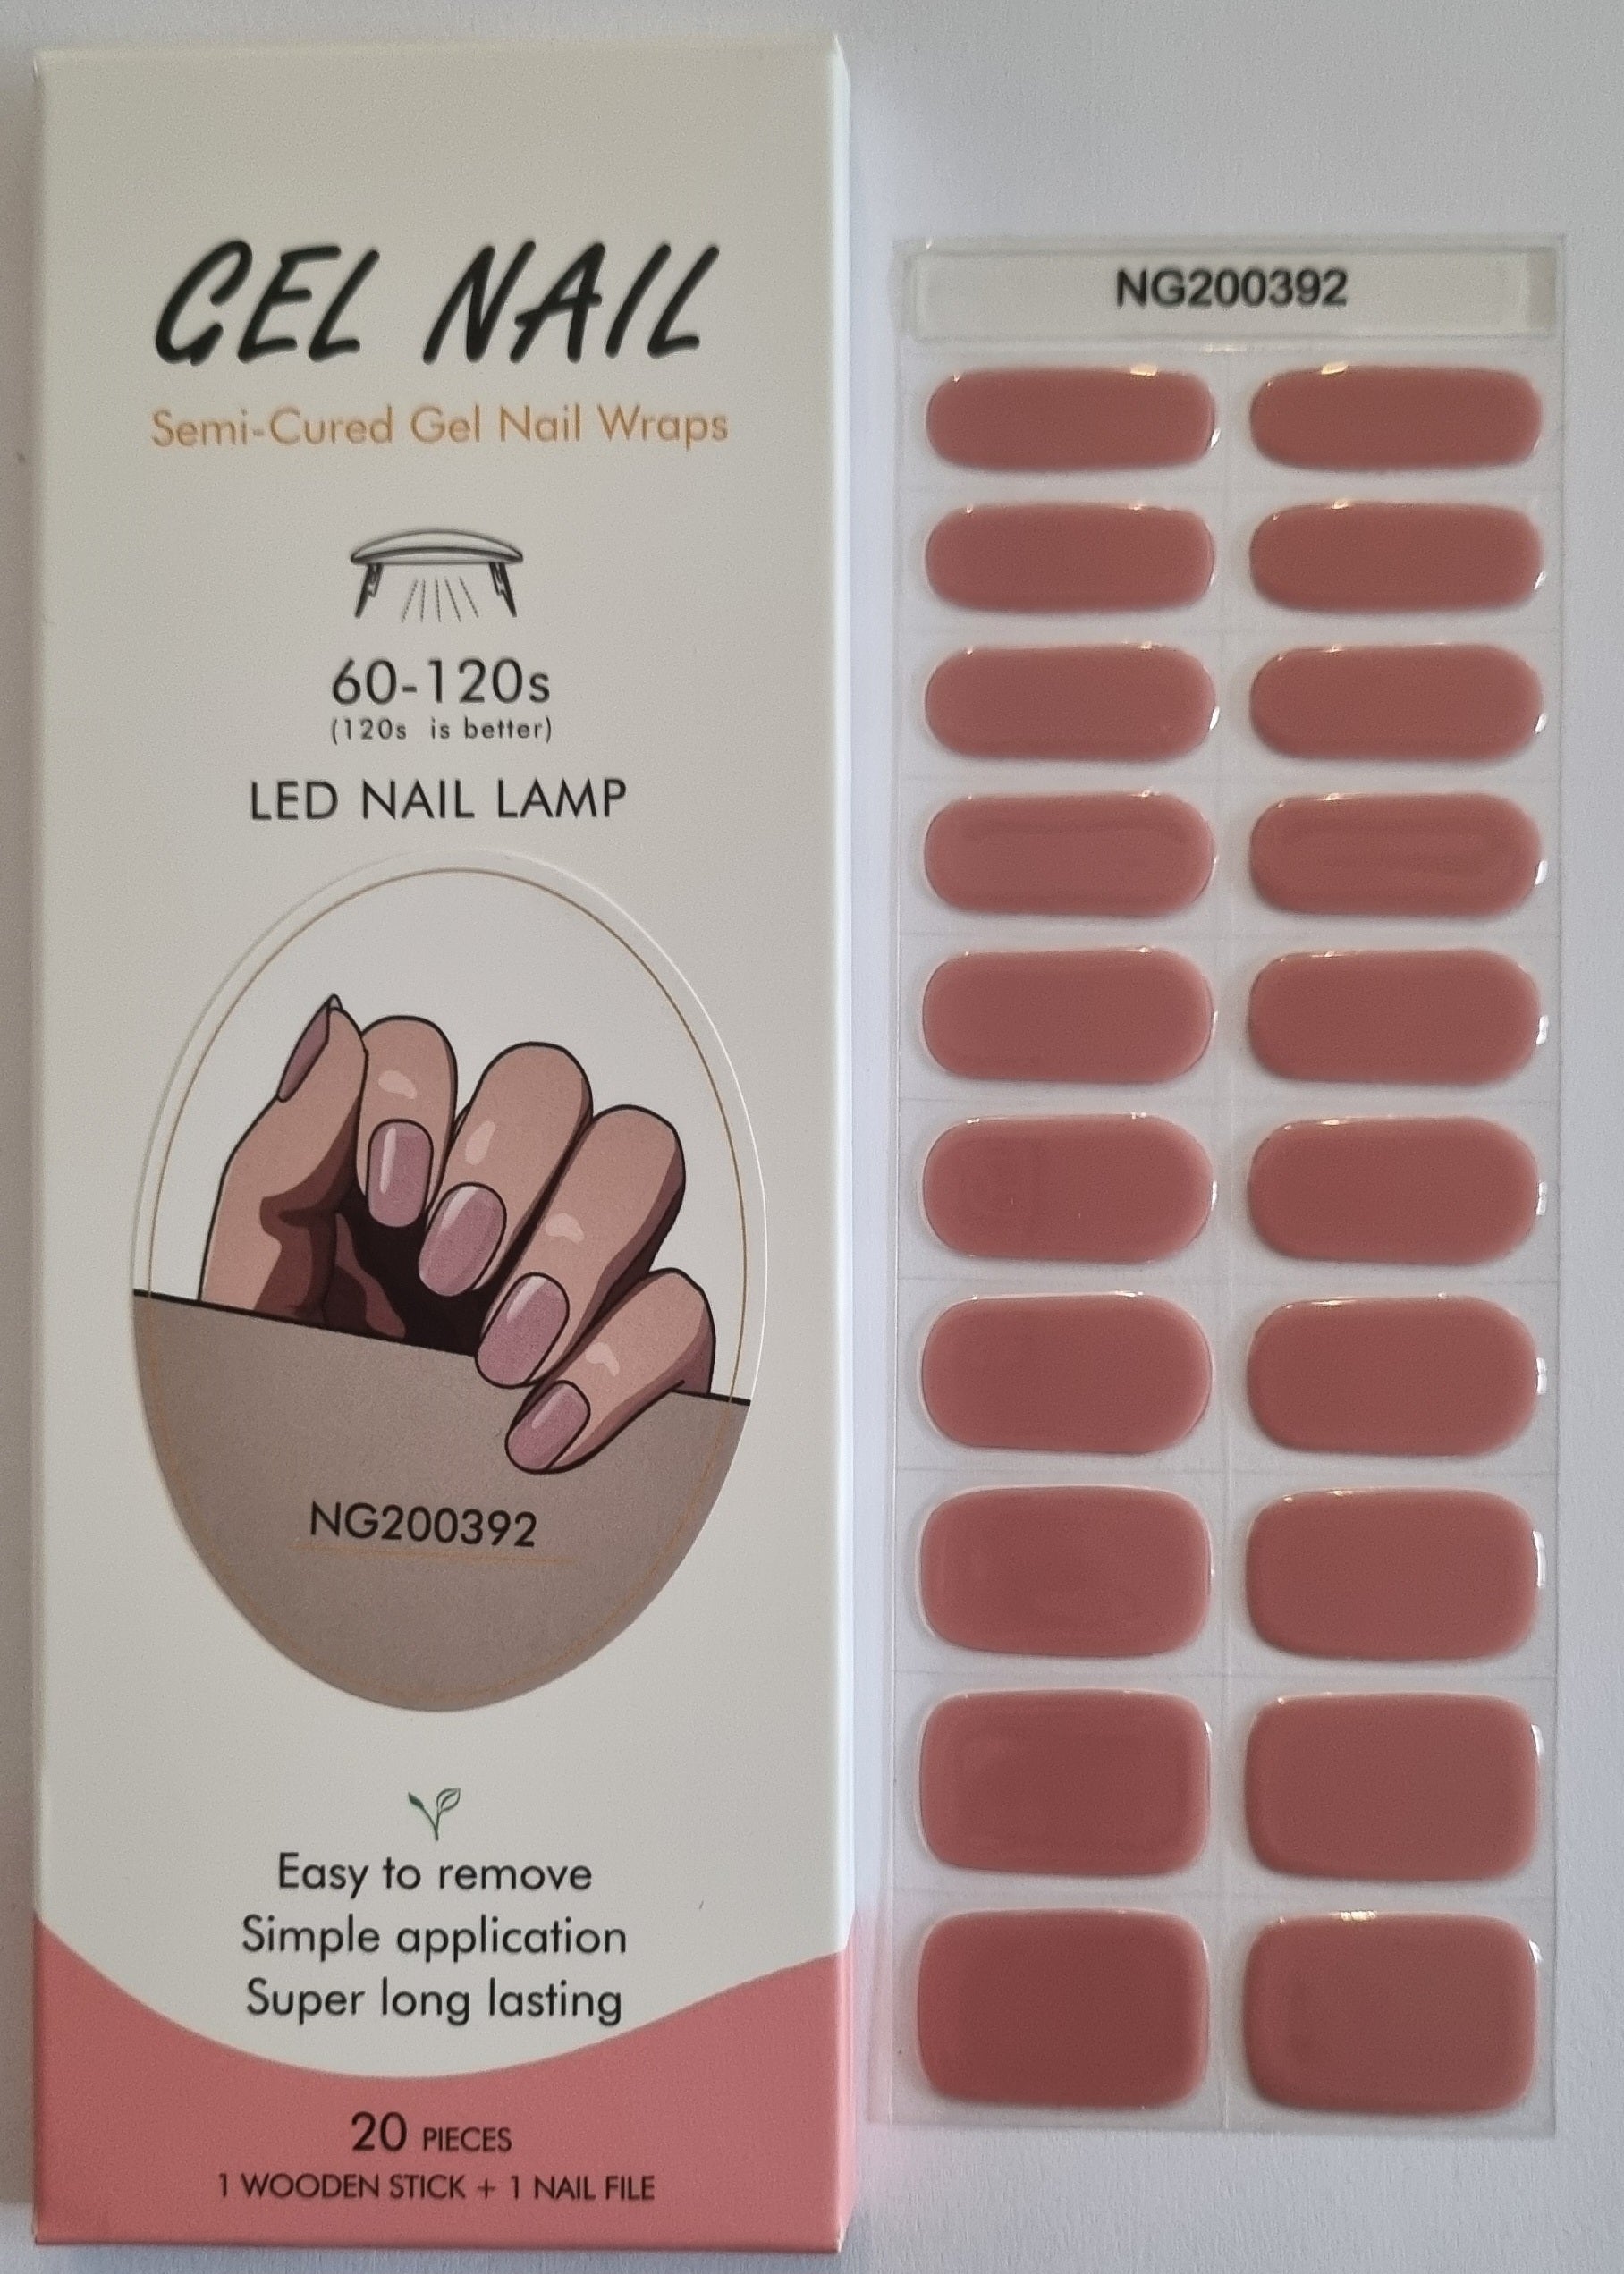 GEL NAIL
Semi-Cured Gel Nail Wraps
60-120s
(120s is better)
LED NAIL LAMP
NG200392
Easy to remove
Simple application
Super long lasting
20 PIECES
1 WOODEN STICK + 1 NAIL FILE
NG200392